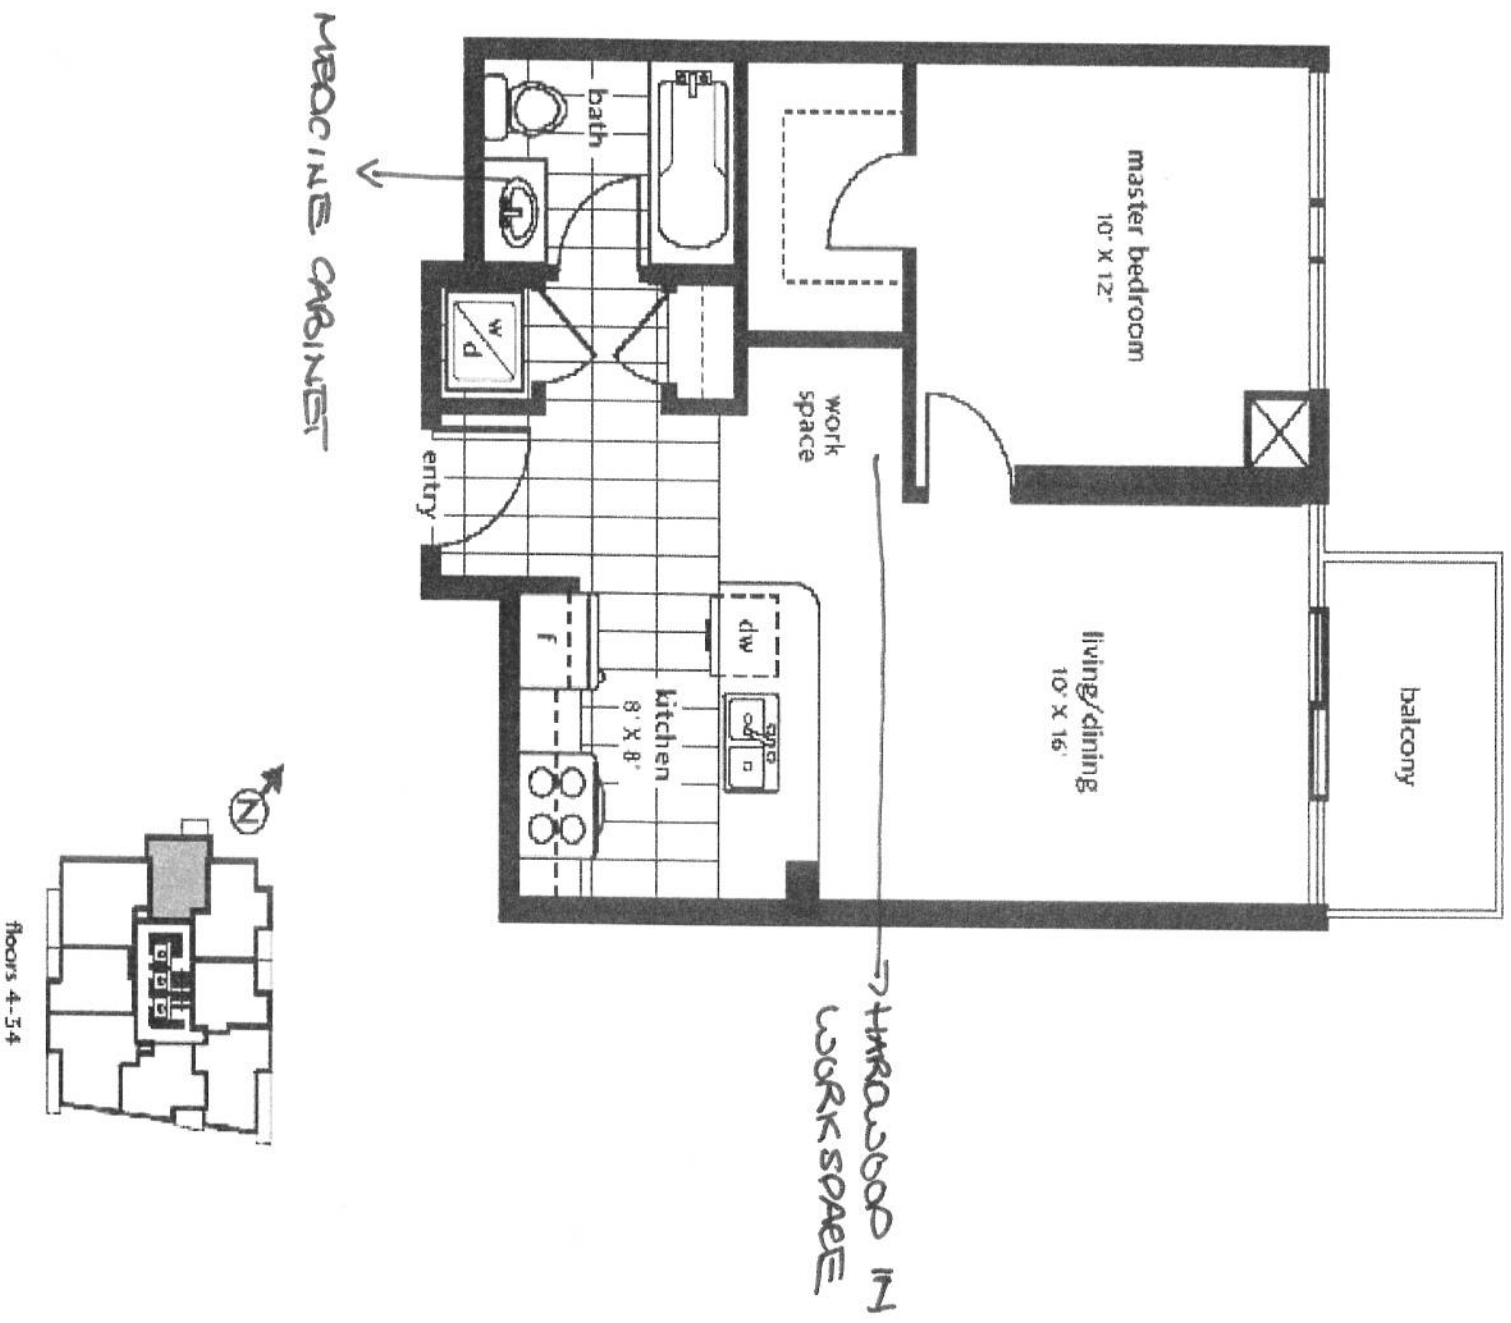 balcony
master bedroom
10' X 12'
living/dining
10' X 16'
work
space
HARDWOOD IN
WORKSPACE
bath
dw
kitchen
8' X 8'
w
d
f
entry
MEDCINE CABINET
N
floors 4-34